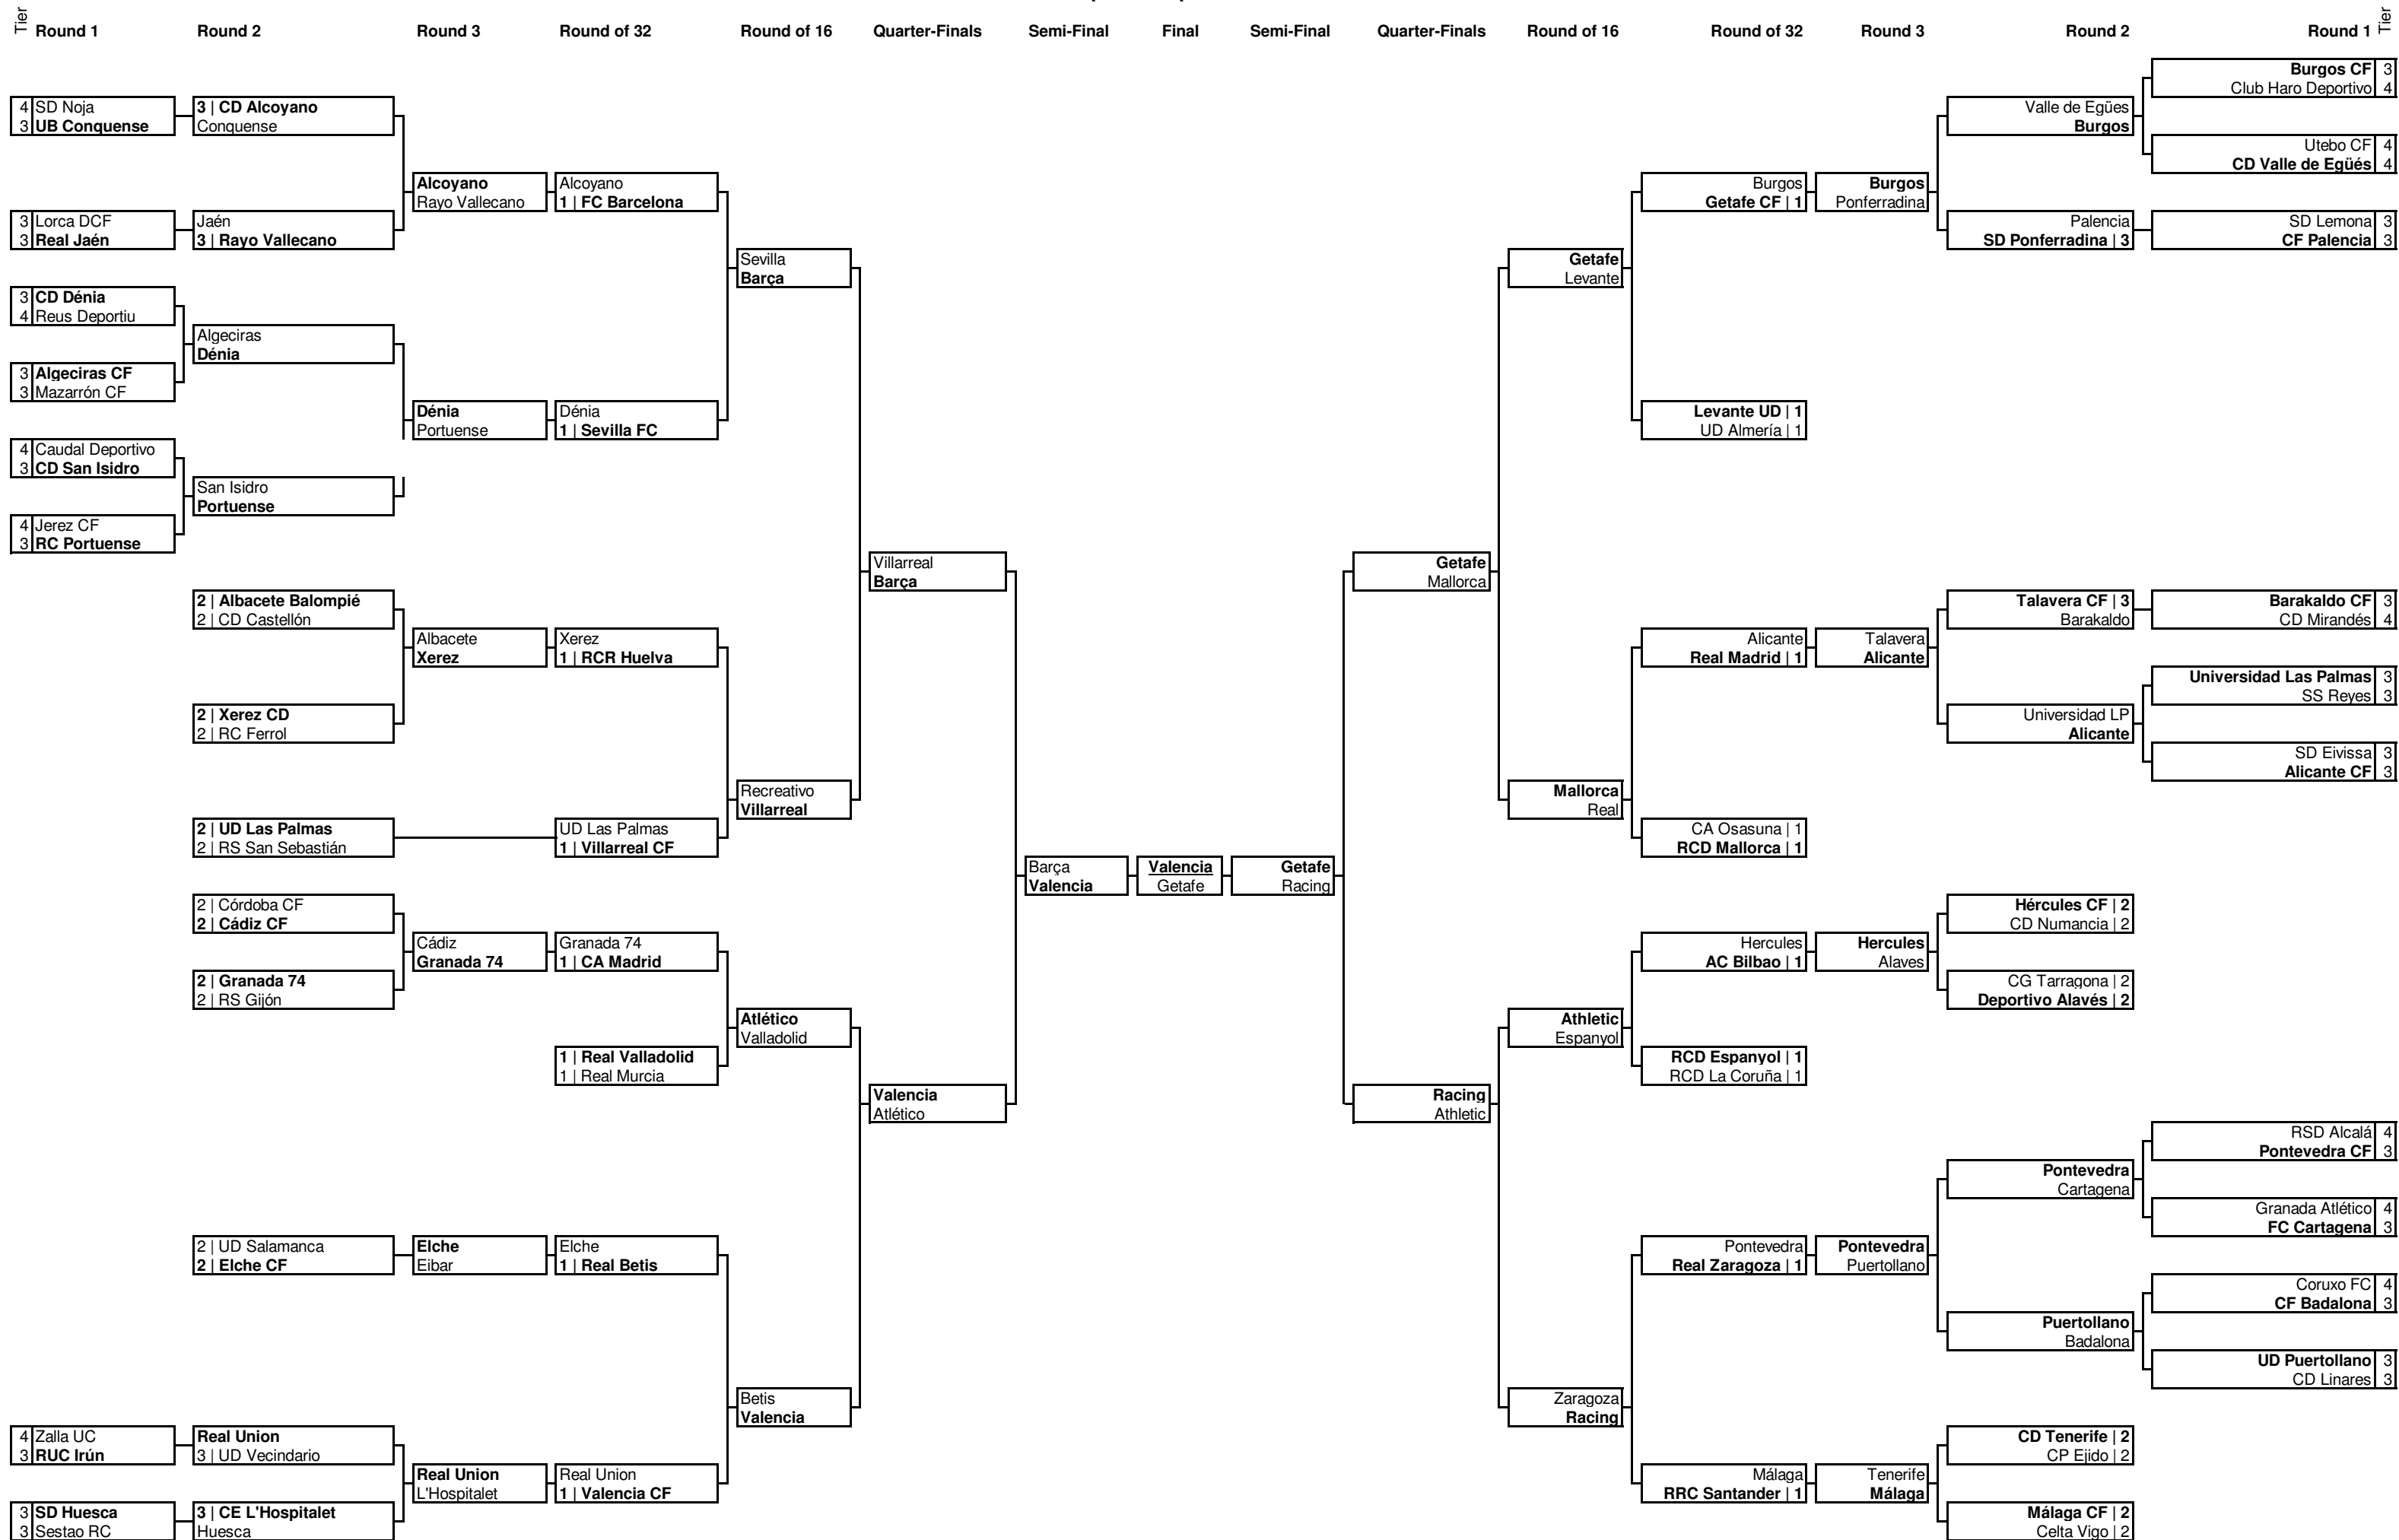 Tier Round 1 Round 2 Round 3 Round of 32 Round of 16 Quarter-Finals Semi-Final Final Semi-Final Quarter-Finals Round of 16 Round of 32 Round 3 Round 2 Round 1 Tier
4 SD Noja
3 UB Conquense
3 Lorca DCF
3 Real Jaén
3 CD Dénia
4 Reus Deportiu
3 Algeciras CF
3 Mazarrón CF
4 Caudal Deportivo
3 CD San Isidro
4 Jerez CF
3 RC Portuense
4 Zalla UC
3 RUC Irún
3 SD Huesca
3 Sestao RC
3 | CD Alcoyano
Conquense
Jaén
3 | Rayo Vallecano
Algeciras
Dénia
San Isidro
Portuense
2 | Albacete Balompié
2 | CD Castellón
2 | Xerez CD
2 | RC Ferrol
2 | UD Las Palmas
2 | RS San Sebastián
2 | Córdoba CF
2 | Cádiz CF
2 | Granada 74
2 | RS Gijón
2 | UD Salamanca
2 | Elche CF
Real Union
3 | UD Vecindario
3 | CE L'Hospitalet
Huesca
Alcoyano
Rayo Vallecano
Dénia
Portuense
Albacete
Xerez
Cádiz
Granada 74
Elche
Eibar
Real Union
L'Hospitalet
Alcoyano
1 | FC Barcelona
Dénia
1 | Sevilla FC
Xerez
1 | RCR Huelva
UD Las Palmas
1 | Villarreal CF
Granada 74
1 | CA Madrid
1 | Real Valladolid
1 | Real Murcia
Elche
1 | Real Betis
Real Union
1 | Valencia CF
Sevilla
Barça
Recreativo
Villarreal
Atlético
Valladolid
Betis
Valencia
Villarreal
Barça
Valencia
Atlético
Barça
Valencia
Valencia
Getafe
Getafe
Racing
Getafe
Mallorca
Racing
Athletic
Getafe
Levante
Mallorca
Real
Athletic
Espanyol
Zaragoza
Racing
Burgos
Getafe CF | 1
Levante UD | 1
UD Almería | 1
Alicante
Real Madrid | 1
CA Osasuna | 1
RCD Mallorca | 1
Hercules
AC Bilbao | 1
RCD Espanyol | 1
RCD La Coruña | 1
Pontevedra
Real Zaragoza | 1
Málaga
RRC Santander | 1
Burgos
Ponferradina
Talavera
Alicante
Hercules
Alaves
Pontevedra
Puertollano
Tenerife
Málaga
Valle de Egües
Burgos
Palencia
SD Ponferradina | 3
Talavera CF | 3
Barakaldo
Universidad LP
Alicante
Hércules CF | 2
CD Numancia | 2
CG Tarragona | 2
Deportivo Alavés | 2
Pontevedra
Cartagena
Puertollano
Badalona
CD Tenerife | 2
CP Ejido | 2
Málaga CF | 2
Celta Vigo | 2
Burgos CF 3
Club Haro Deportivo 4
Utebo CF 4
CD Valle de Egüés 4
SD Lemona 3
CF Palencia 3
Barakaldo CF 3
CD Mirandés 4
Universidad Las Palmas 3
SS Reyes 3
SD Eivissa 3
Alicante CF 3
RSD Alcalá 4
Pontevedra CF 3
Granada Atlético 4
FC Cartagena 3
Coruxo FC 4
CF Badalona 3
UD Puertollano 3
CD Linares 3